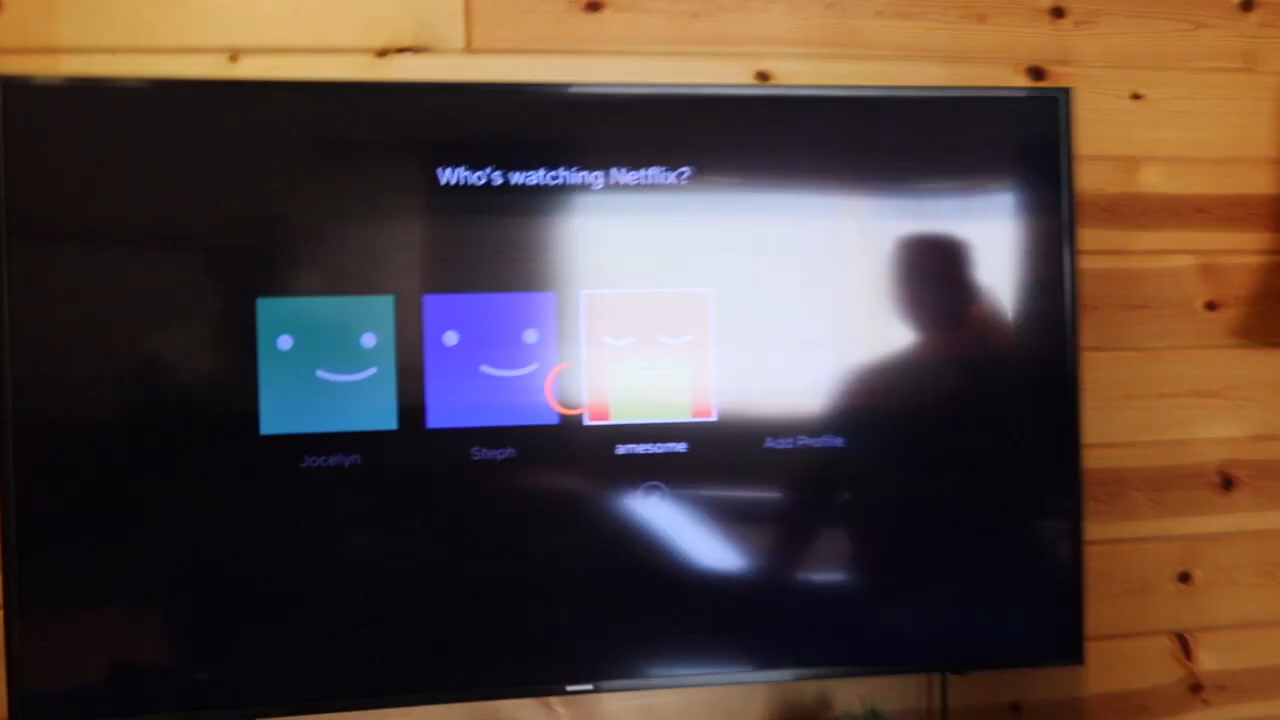 Who's watching Netflix?
Jocelyn
Steph
amesome
Add Profile